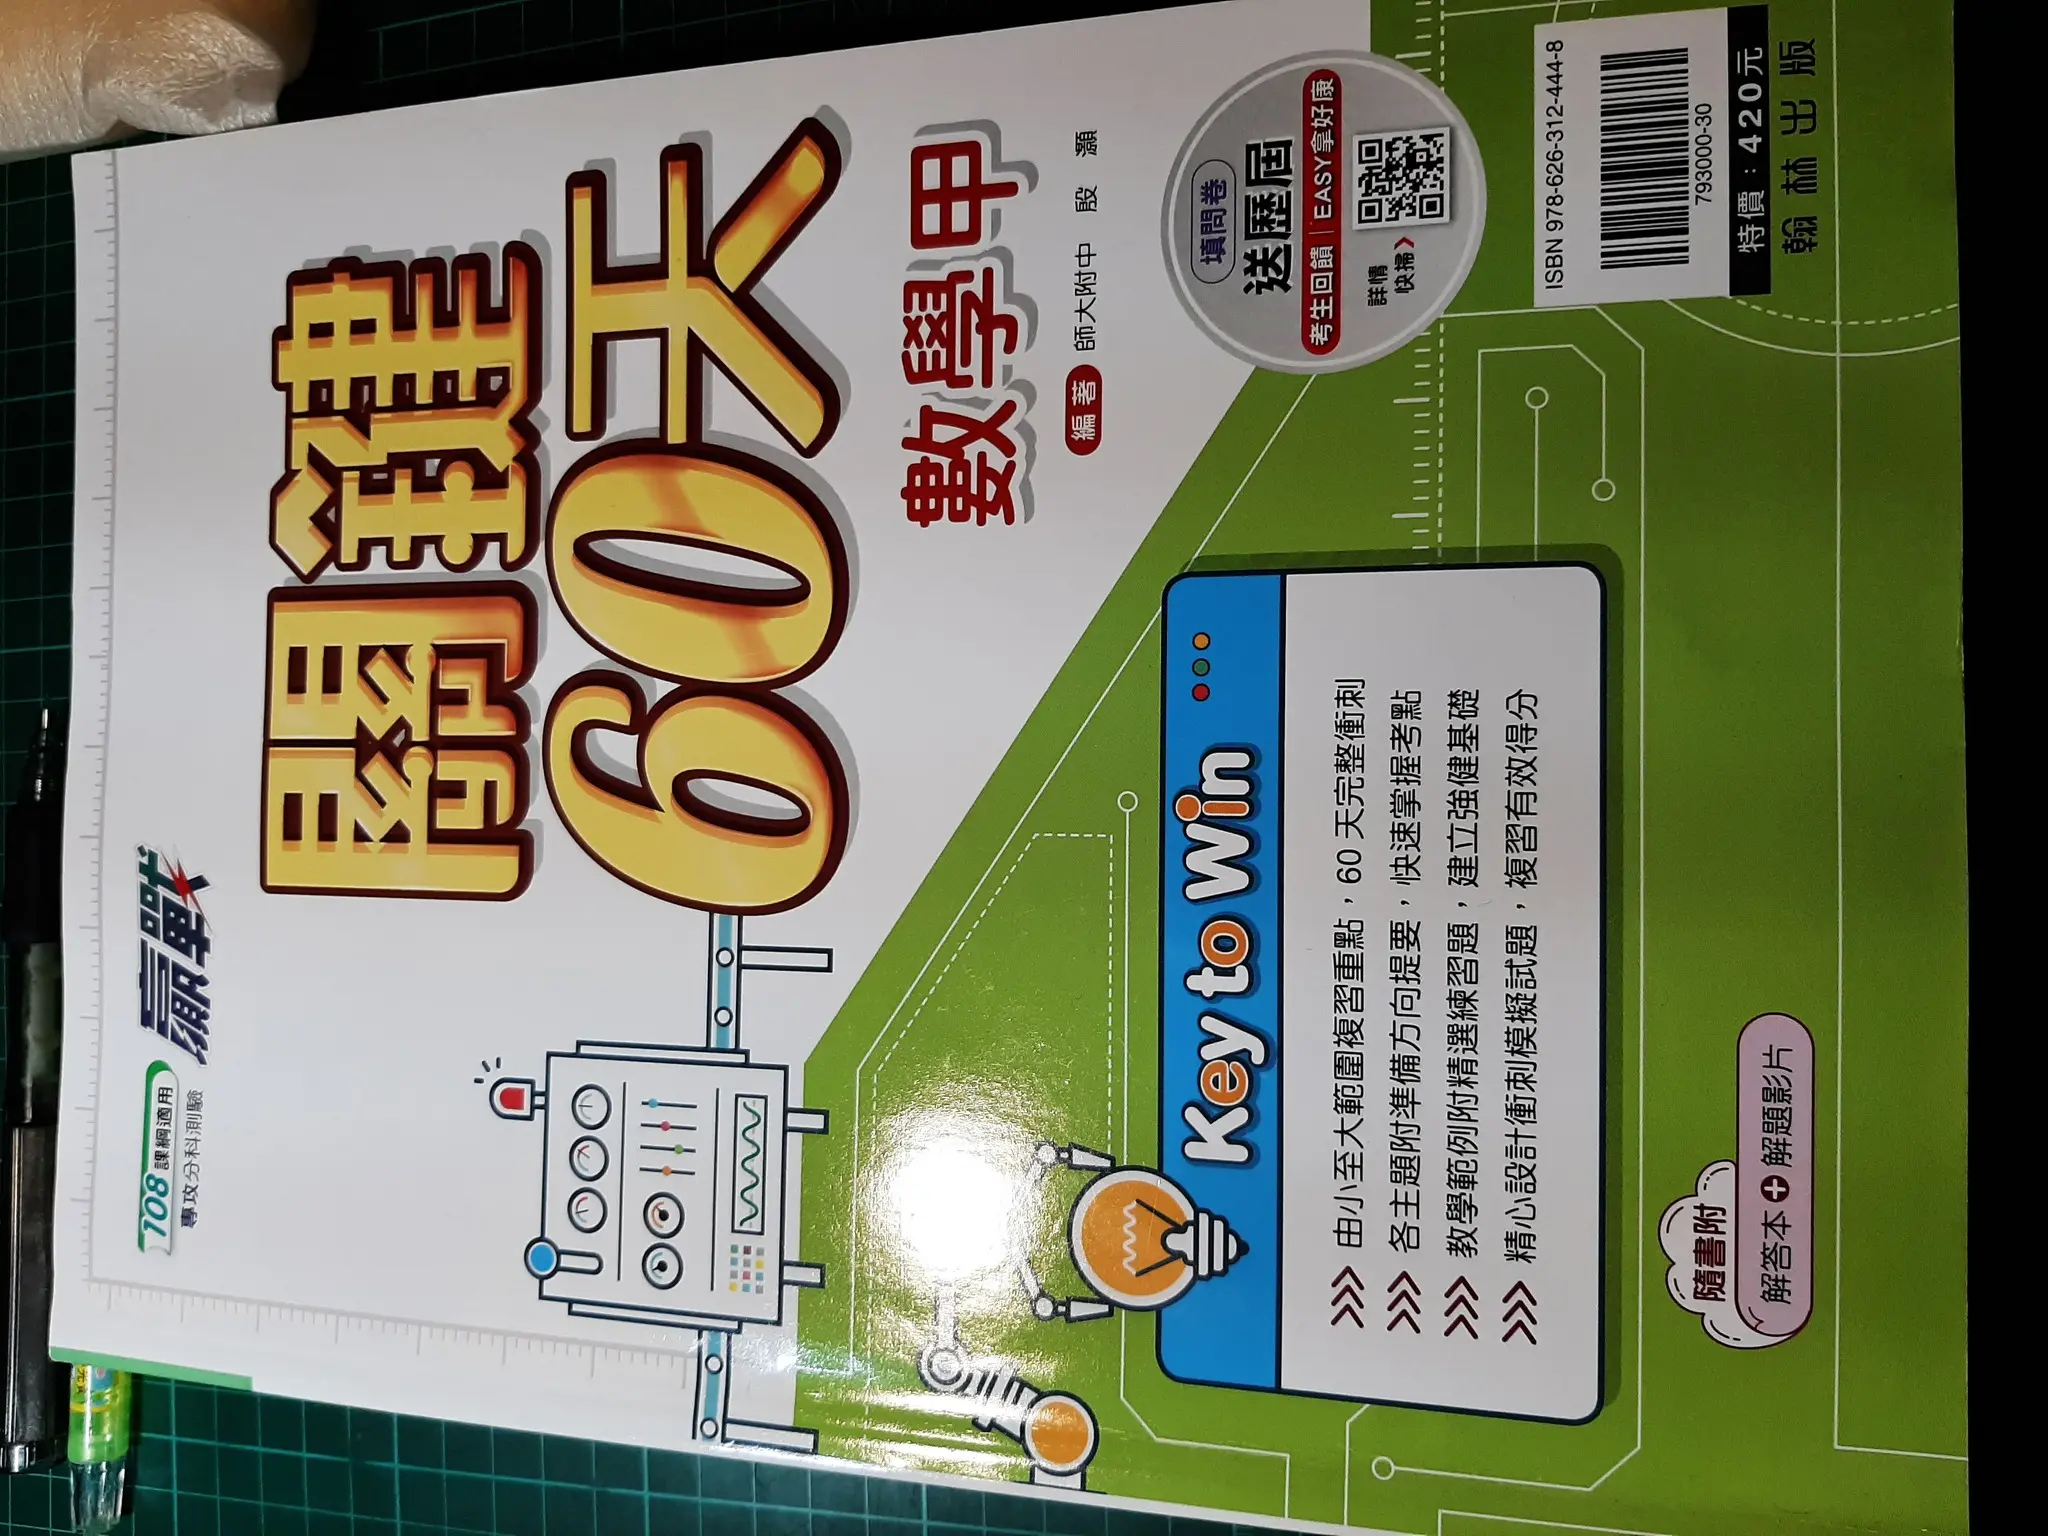 108課綱適用
專攻分科測驗
贏戰
關鍵
60天
數學甲
編著 師大附中 殷灝
填問卷
送歷屆
考生回饋｜EASY拿好康
詳情
快掃
Key to Win
由小至大範圍複習重點，60 天完整衝刺
各主題附準備方向提要，快速掌握考點
教學範例附精選練習題，建立強健基礎
精心設計衝刺模擬試題，複習有效得分
隨書附
解答本＋解題影片
ISBN 978-626-312-444-8
793000-30
特價：420元
翰林出版